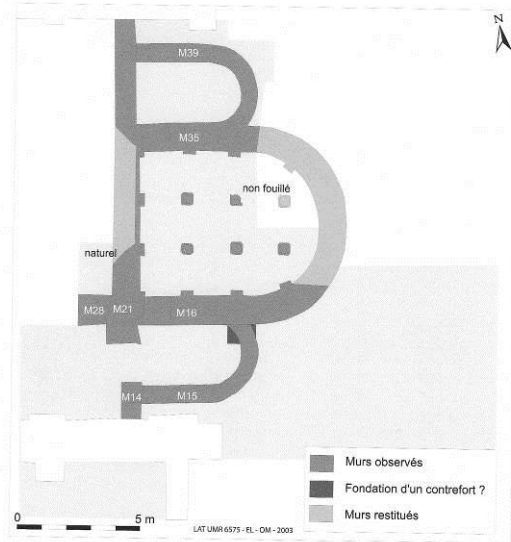 N
M39
M35
non fouillé
naturel
M28 M21 M16
M14 M15
Murs observés
Fondation d'un contrefort ?
Murs restitués
0 5 m
LAT UMR 6575 - EL - OM - 2003